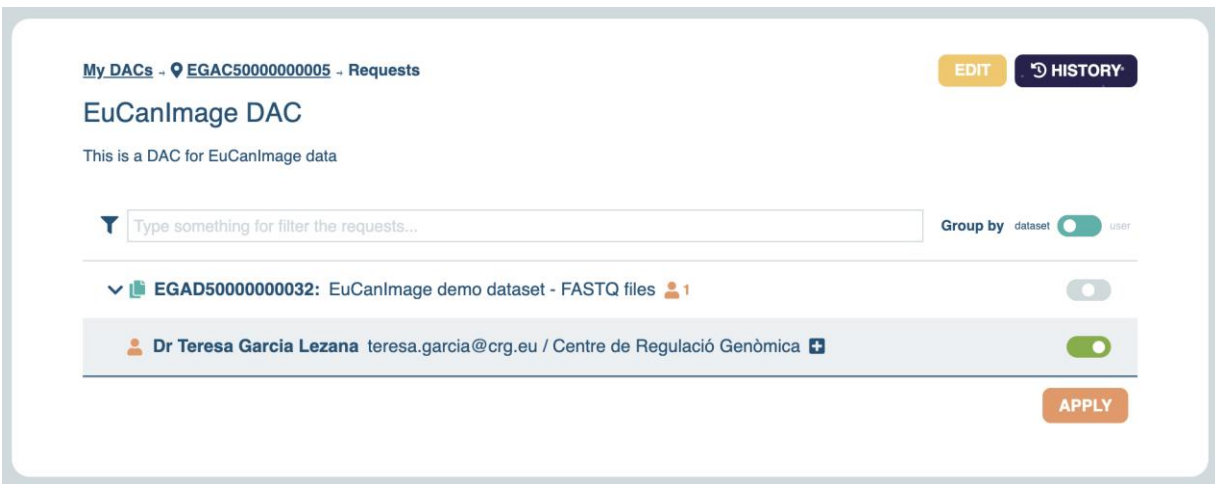 My DACs → EGAC50000000005 → Requests
EDIT
HISTORY
EuCanImage DAC
This is a DAC for EuCanImage data
Type something for filter the requests...
Group by dataset user
EGAD50000000032: EuCanImage demo dataset - FASTQ files 1
Dr Teresa Garcia Lezana teresa.garcia@crg.eu / Centre de Regulació Genòmica
APPLY